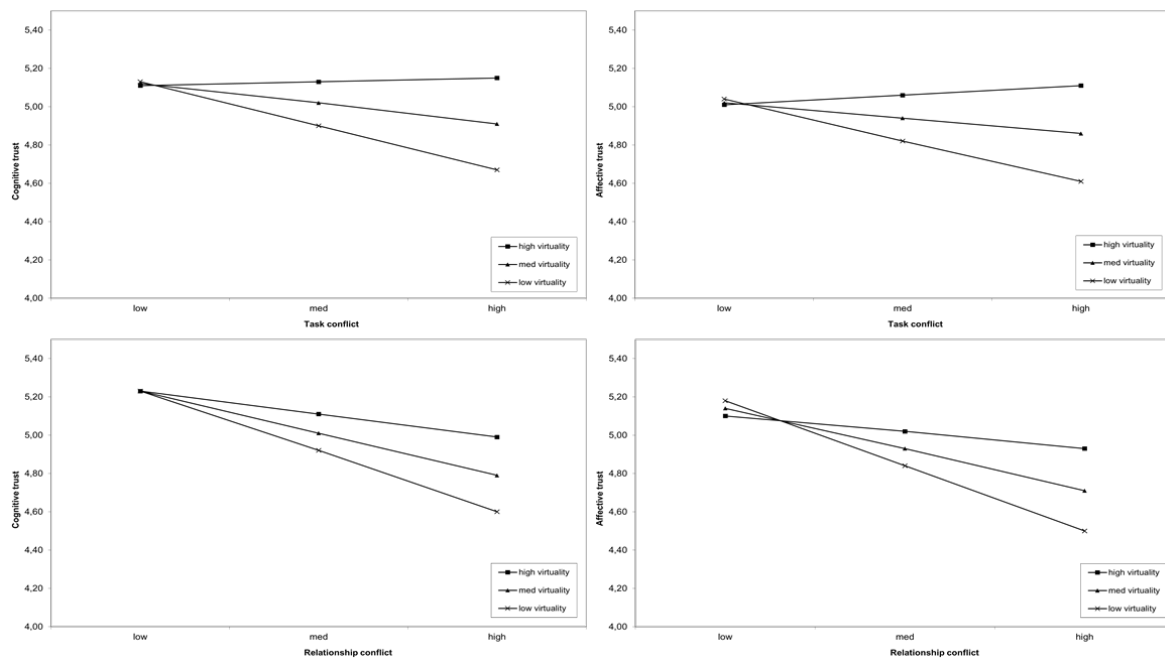 5,40
5,20
5,00
4,80
4,60
4,40
4,20
4,00
Cognitive trust
low
med
high
Task conflict
high virtuality
med virtuality
low virtuality
5,40
5,20
5,00
4,80
4,60
4,40
4,20
4,00
Affective trust
low
med
high
Task conflict
high virtuality
med virtuality
low virtuality
5,40
5,20
5,00
4,80
4,60
4,40
4,20
4,00
Cognitive trust
low
med
high
Relationship conflict
high virtuality
med virtuality
low virtuality
5,40
5,20
5,00
4,80
4,60
4,40
4,20
4,00
Affective trust
low
med
high
Relationship conflict
high virtuality
med virtuality
low virtuality